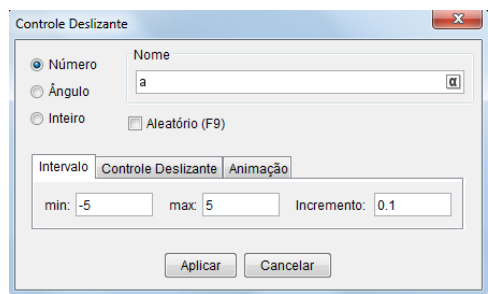 Controle Deslizante
x
Número
Ângulo
Inteiro
Nome
a
α
Aleatório (F9)
Intervalo Controle Deslizante Animação
min: -5 max: 5 Incremento: 0.1
Aplicar Cancelar